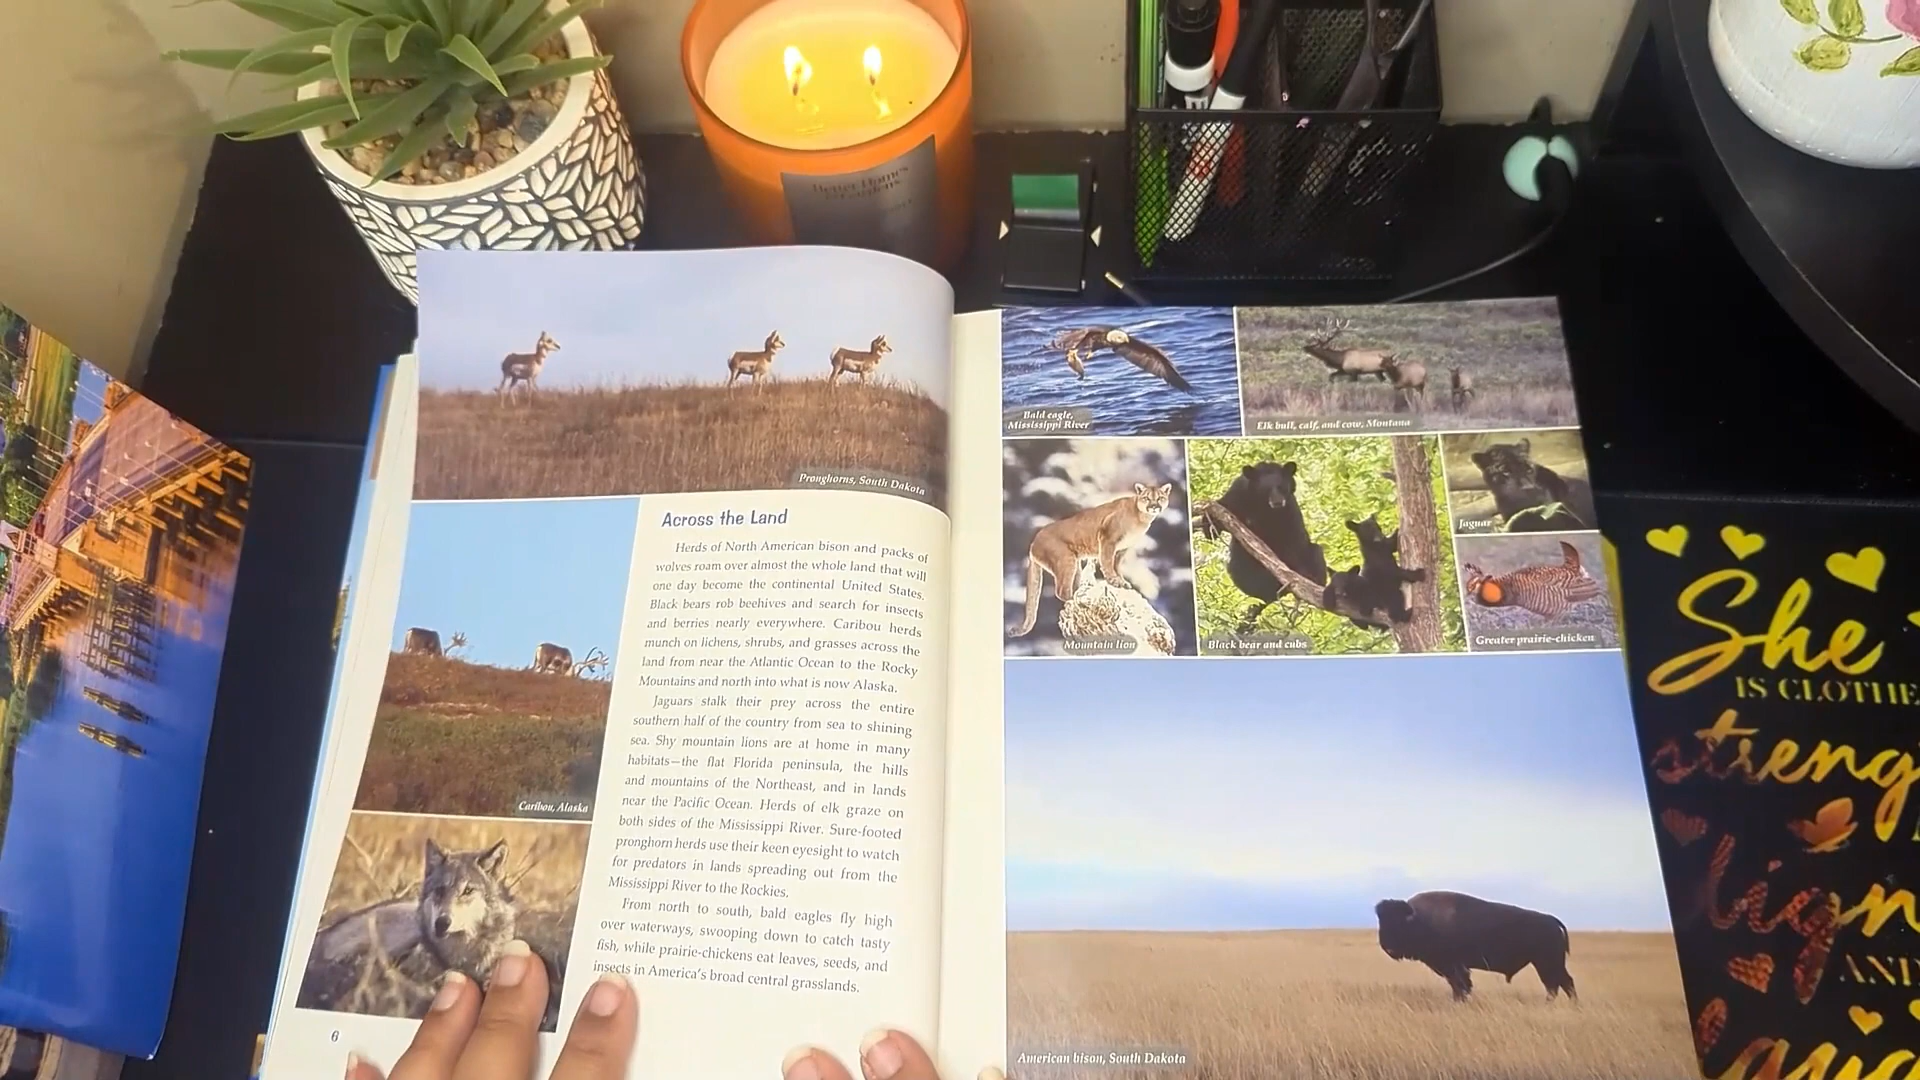 Better Homes
& Gardens
Pronghorns, South Dakota
Across the Land
Herds of North American bison and packs of
wolves roam over almost the whole land that will
one day become the continental United States.
Black bears rob beehives and search for insects
and berries nearly everywhere. Caribou herds
munch on lichens, shrubs, and grasses across the
land from near the Atlantic Ocean to the Rocky
Mountains and north into what is now Alaska.
Jaguars stalk their prey across the entire
southern half of the country from sea to shining
sea. Shy mountain lions are at home in many
habitats—the flat Florida peninsula, the hills
and mountains of the Northeast, and in lands
near the Pacific Ocean. Herds of elk graze on
both sides of the Mississippi River. Sure-footed
pronghorn herds use their keen eyesight to watch
for predators in lands spreading out from the
Mississippi River to the Rockies.
From north to south, bald eagles fly high
over waterways, swooping down to catch tasty
fish, while prairie-chickens eat leaves, seeds, and
insects in America's broad central grasslands.
Caribou, Alaska
6
Bald eagle,
Mississippi River
Elk bull, calf, and cow, Montana
Mountain lion
Black bear and cubs
Jaguar
Greater prairie-chicken
American bison, South Dakota
She
IS CLOTHE
streng
AND